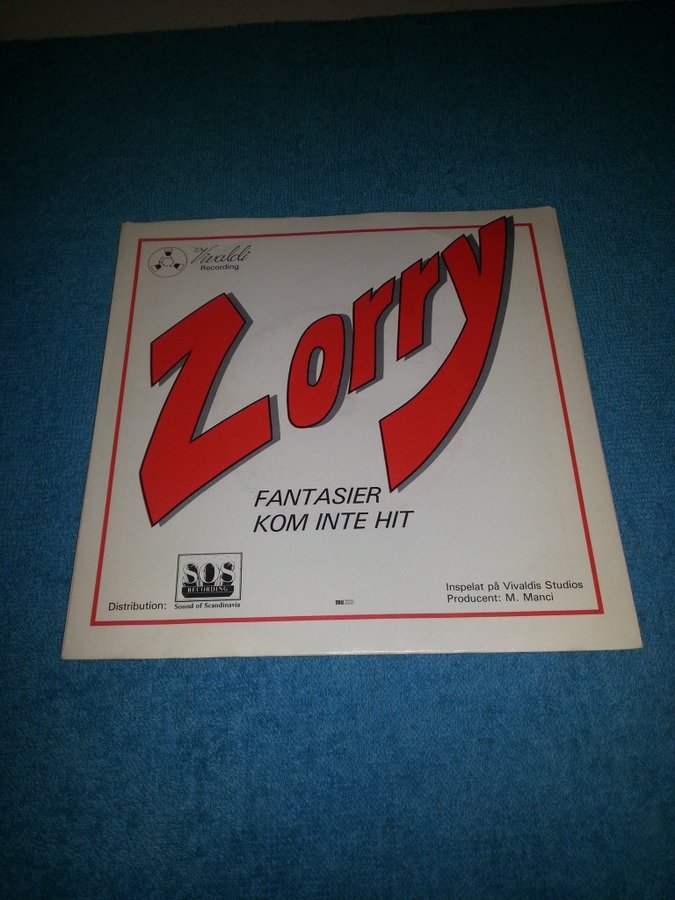 Vivaldi
Recording
Zorry
FANTASIER
KOM INTE HIT
Distribution:
SOS
RECORDING
Sound of Scandinavia
Inspelat på Vivaldis Studios
Producent: M. Manci